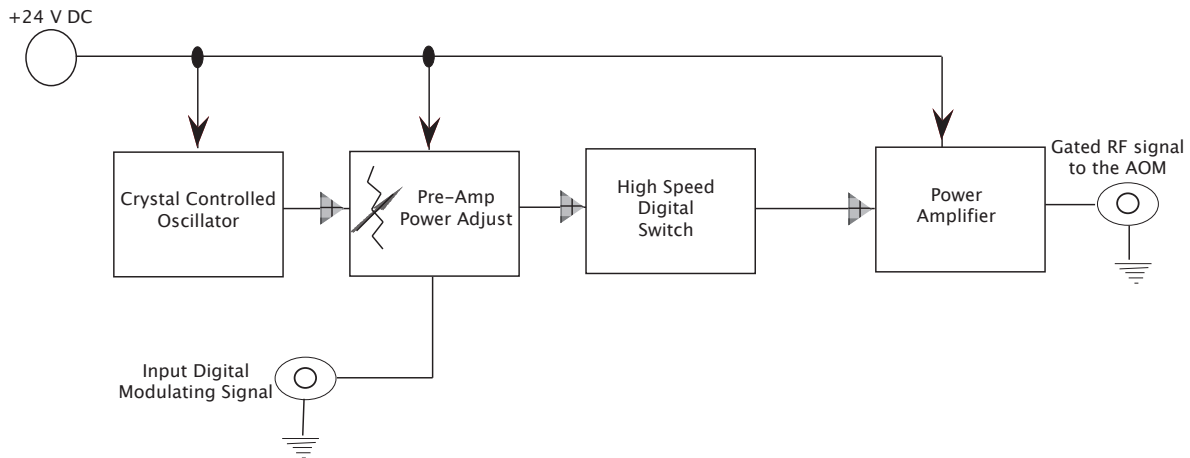 +24 V DC
Crystal Controlled
Oscillator
Pre-Amp
Power Adjust
High Speed
Digital
Switch
Power
Amplifier
Gated RF signal
to the AOM
Input Digital
Modulating Signal